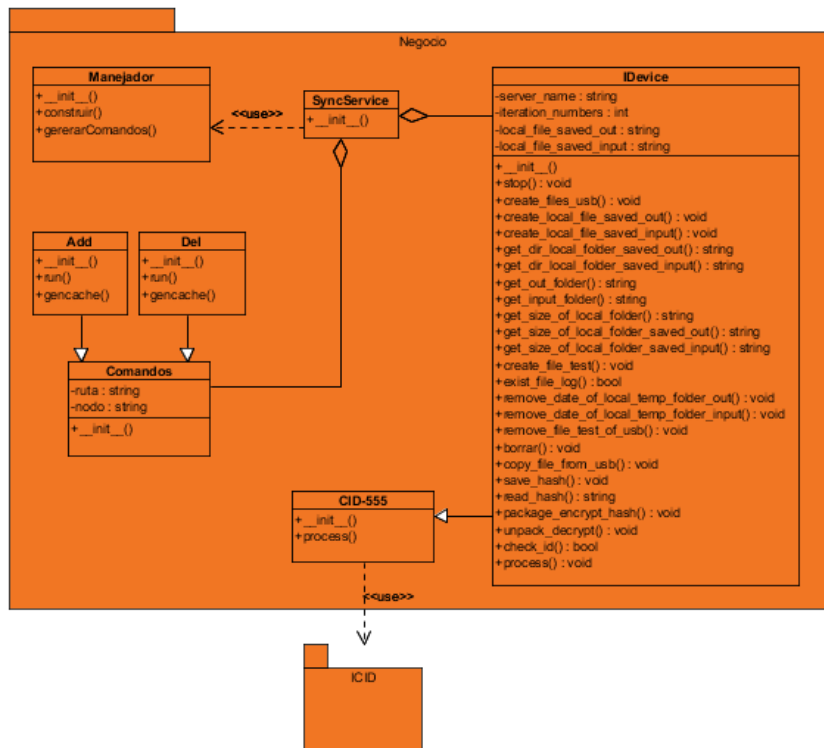 Negocio
Manejador
+__init__()
+construir()
+gererarComandos()
<<use>>
SyncService
+__init__()
IDevice
-server_name : string
-iteration_numbers : int
-local_file_saved_out : string
-local_file_saved_input : string
+__init__()
+stop() : void
+create_files_usb() : void
+create_local_file_saved_out() : void
+create_local_file_saved_input() : void
+get_dir_local_folder_saved_out() : string
+get_dir_local_folder_saved_input() : string
+get_out_folder() : string
+get_input_folder() : string
+get_size_of_local_folder() : string
+get_size_of_local_folder_saved_out() : string
+get_size_of_local_folder_saved_input() : string
+create_file_test() : void
+exist_file_log() : bool
+remove_date_of_local_temp_folder_out() : void
+remove_date_of_local_temp_folder_input() : void
+remove_file_test_of_usb() : void
+borrar() : void
+copy_file_from_usb() : void
+save_hash() : void
+read_hash() : string
+package_encrypt_hash() : void
+unpack_decrypt() : void
+check_id() : bool
+process() : void
Add
+__init__()
+run()
+gencache()
Del
+__init__()
+run()
+gencache()
Comandos
-ruta : string
-nodo : string
+__init__()
CID-555
+__init__()
+process()
<<use>>
ICID